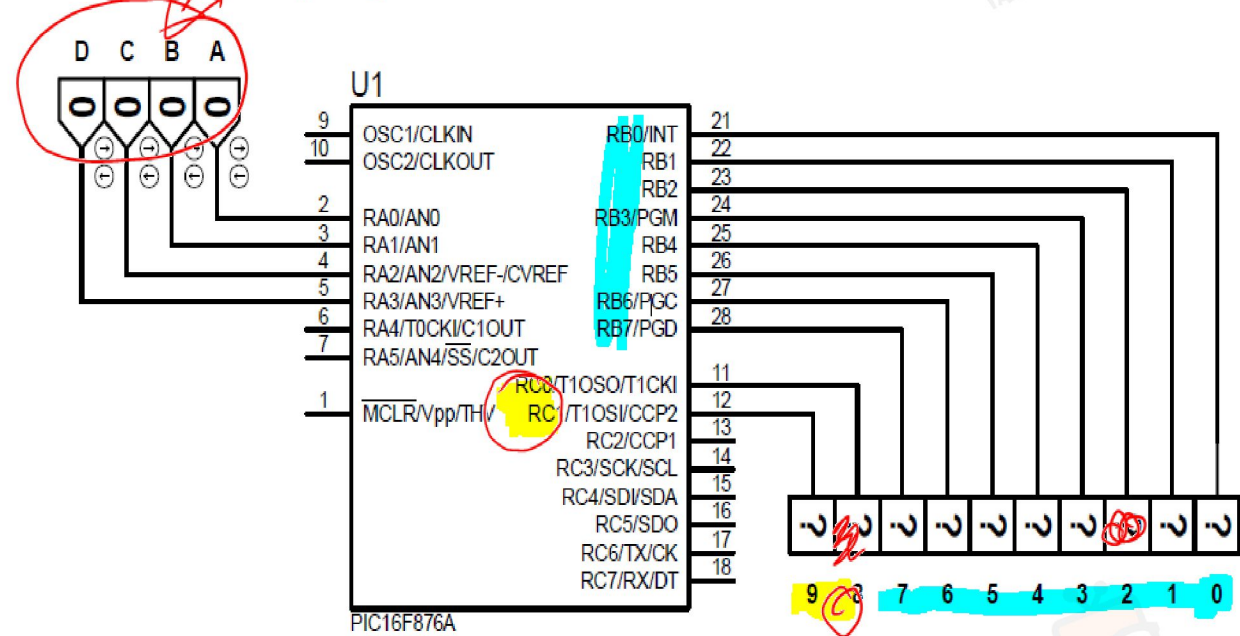 D C B A
0 0 0 0
U1
9 OSC1/CLKIN RB0/INT 21
10 OSC2/CLKOUT RB1 22
RB2 23
2 RA0/AN0 RB3/PGM 24
3 RA1/AN1 RB4 25
4 RA2/AN2/VREF-/CVREF RB5 26
5 RA3/AN3/VREF+ RB6/PGC 27
6 RA4/T0CKI/C1OUT RB7/PGD 28
7 RA5/AN4/SS/C2OUT
RC0/T1OSO/T1CKI 11
1 MCLR/Vpp/THV RC1/T1OSI/CCP2 12
RC2/CCP1 13
RC3/SCK/SCL 14
RC4/SDI/SDA 15
RC5/SDO 16
RC6/TX/CK 17
RC7/RX/DT 18
? ? ? ? ? ? ? ? ?
9 8 7 6 5 4 3 2 1 0
PIC16F876A